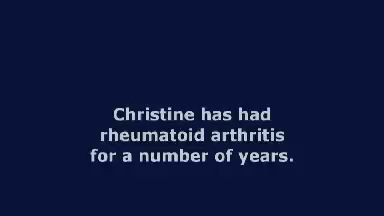 Christine has had
rheumatoid arthritis
for a number of years.